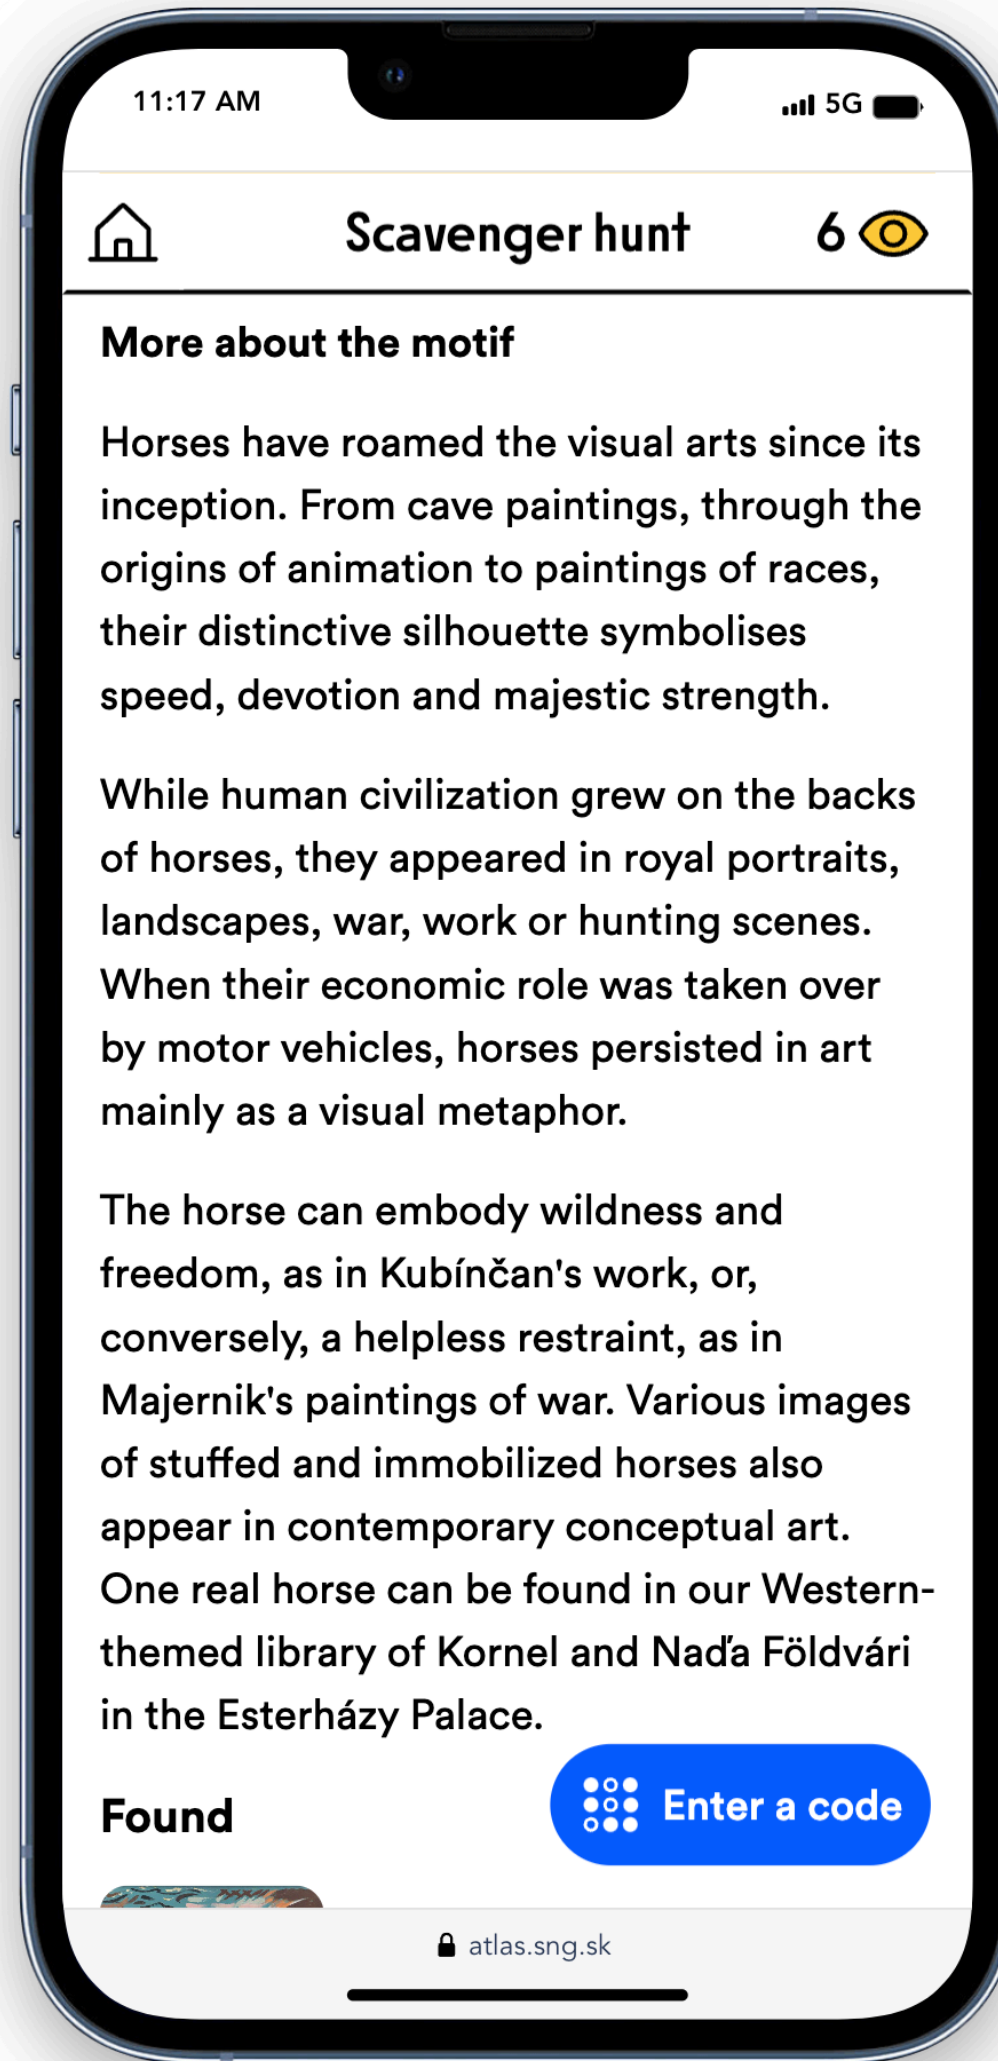 11:17 AM
5G
Scavenger hunt
6
More about the motif
Horses have roamed the visual arts since its
inception. From cave paintings, through the
origins of animation to paintings of races,
their distinctive silhouette symbolises
speed, devotion and majestic strength.
While human civilization grew on the backs
of horses, they appeared in royal portraits,
landscapes, war, work or hunting scenes.
When their economic role was taken over
by motor vehicles, horses persisted in art
mainly as a visual metaphor.
The horse can embody wildness and
freedom, as in Kubínčan's work, or,
conversely, a helpless restraint, as in
Majernik's paintings of war. Various images
of stuffed and immobilized horses also
appear in contemporary conceptual art.
One real horse can be found in our Western-
themed library of Kornel and Naďa Földvári
in the Esterházy Palace.
Found
Enter a code
atlas.sng.sk